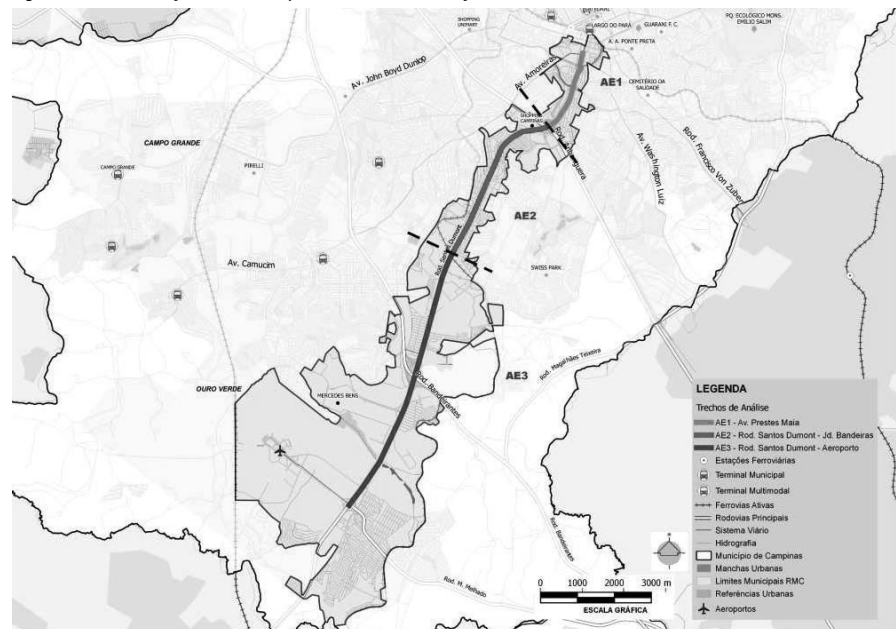 SHOPPING
UNIMART
LARGO DO PARÁ
GUARANI F. C.
PQ. ECOLÓGICO MONS.
EMÍLIO SALIM
A. A. PONTE PRETA
Av. Amoreiras
AE1
Av. John Boyd Dunlop
CEMITÉRIO DA
SAUDADE
SHOPPING
CAMPINAS
CAMPO GRANDE
CAMPO GRANDE
PIRELLI
Av. Washington Luiz
Rod. Francisco Von Zuben
AE2
Rod. Santos Dumont
Av. Camucim
SWISS PARK
AE3
Rod. Magalhães Teixeira
OURO VERDE
MERCEDES BENS
Rod. Bandeirantes
Rod. Bandeirantes
Rod. M. Melhado
0 1000 2000 3000 m
ESCALA GRÁFICA
LEGENDA
Trechos de Análise
AE1 - Av. Prestes Maia
AE2 - Rod. Santos Dumont - Jd. Bandeiras
AE3 - Rod. Santos Dumont - Aeroporto
Estações Ferroviárias
Terminal Municipal
Terminal Multimodal
Ferrovias Ativas
Rodovias Principais
Sistema Viário
Hidrografia
Município de Campinas
Manchas Urbanas
Limites Municipais RMC
Referências Urbanas
Aeroportos